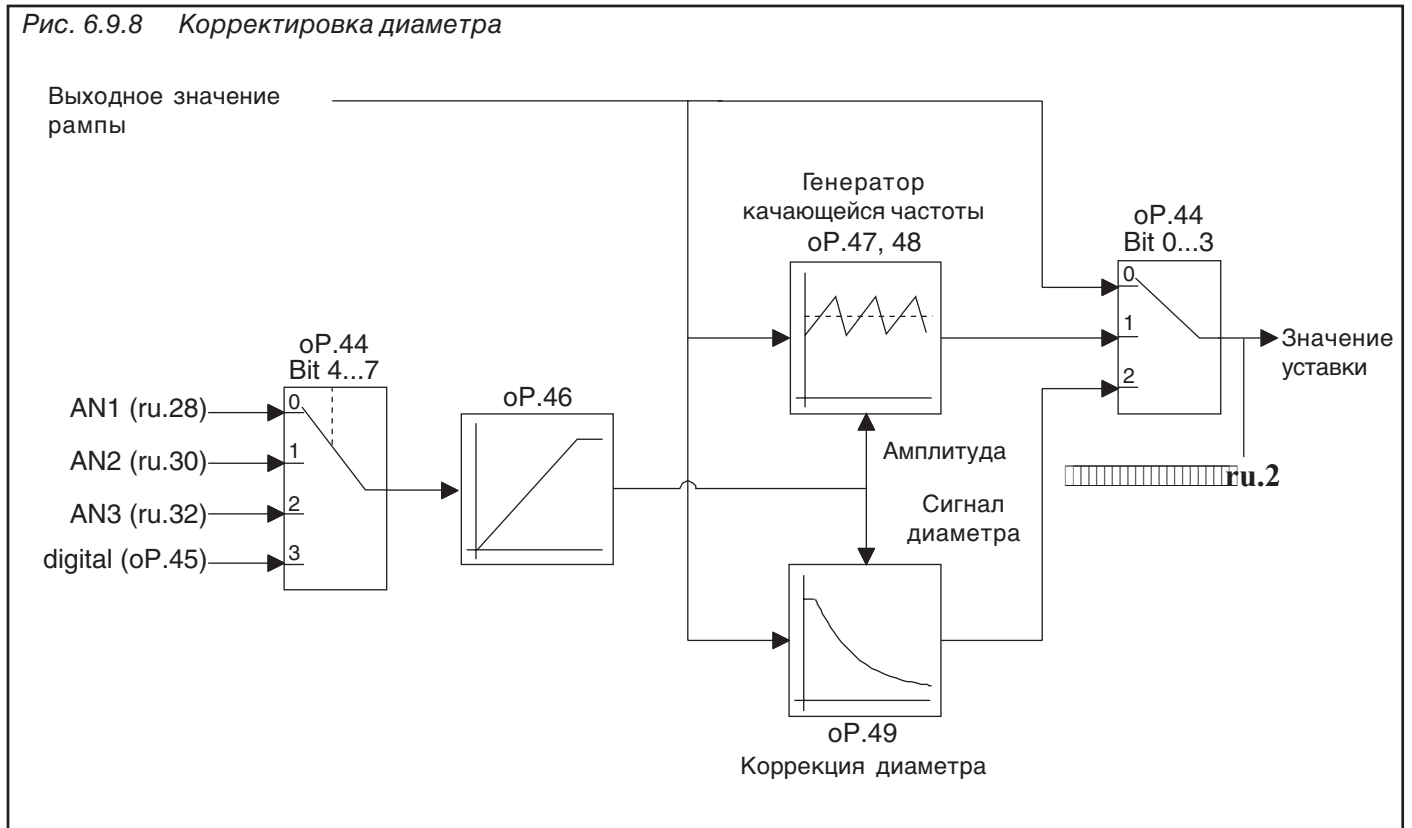 Рис. 6.9.8 Корректировка диаметра
Выходное значение
рампы
Генератор
качающейся частоты
oP.47, 48
oP.44
Bit 0...3
0
1
2
Значение
уставки
ru.2
oP.44
Bit 4...7
AN1 (ru.28)
0
AN2 (ru.30)
1
AN3 (ru.32)
2
digital (oP.45)
3
oP.46
Амплитуда
Сигнал
диаметра
oP.49
Коррекция диаметра